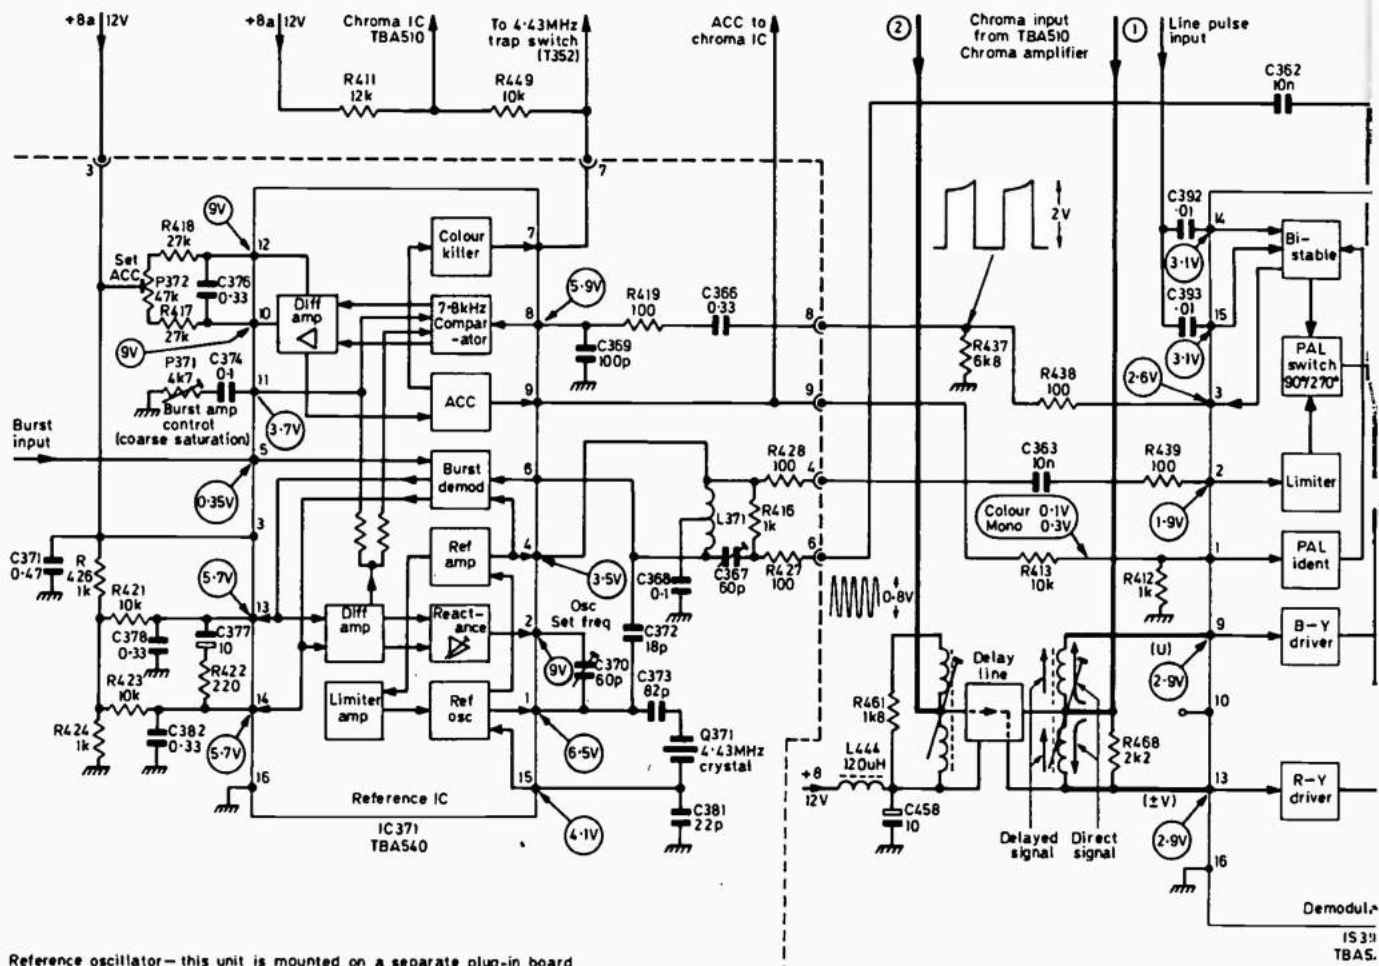 +8a 12V
+8a 12V
Chroma IC
TBA510
To 4·43MHz
trap switch
(T352)
ACC to
chroma IC
2
Chroma input
from TBA510
Chroma amplifier
1
Line pulse
input
C362
10n
R411
12k
R449
10k
3
7
9V
R418
27k
12
Set
ACC
P372
47k
C376
0·33
R417
27k
10
9V
Diff
amp
Colour
killer
7
7·8kHz
Compar
-ator
8
5·9V
R419
100
C366
0·33
8
C369
100p
2V
R437
6k8
C392
·01
14
3·1V
Bi-
stable
C393
·01
15
3·1V
P371
4k7
C374
0·1
11
Burst amp
control
(coarse saturation)
3·7V
ACC
9
9
R438
100
2·6V
3
PAL
switch
90°/270°
Burst
input
5
0·35V
Burst
demod
6
R428
100
4
C363
10n
R439
100
2
1·9V
Limiter
L371
R416
1k
Colour 0·1V
Mono 0·3V
3
C371
0·47
R
426
1k
Ref
amp
4
3·5V
C368
0·1
C367
60p
R427
100
6
R413
10k
R412
1k
1
PAL
ident
R421
10k
5·7V
13
C378
0·33
C377
10
R422
220
Diff
amp
React-
ance
2
Osc
Set freq
9V
C370
60p
C372
18p
C373
82p
0·8V
9
(U)
2·9V
B-Y
driver
R423
10k
14
5·7V
C382
0·33
R424
1k
Limiter
amp
Ref
osc
1
6·5V
Q371
4·43MHz
crystal
R461
1k8
Delay
line
10
R468
2k2
L444
120uH
+8
12V
C458
10
16
Reference IC
15
4·1V
C381
22p
IC371
TBA540
(±V)
13
2·9V
R-Y
driver
Delayed
signal
Direct
signal
16
Demodul
TBA5
Reference oscillator— this unit is mounted on a separate plug-in board